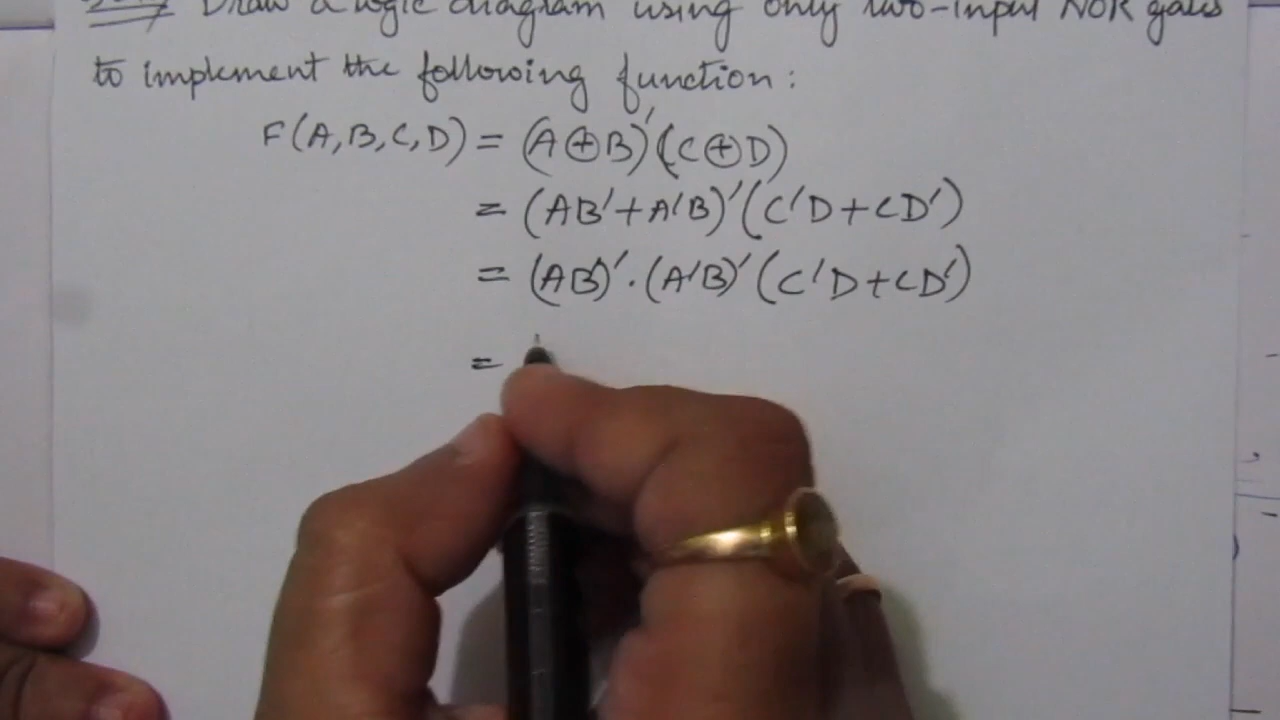 Draw a logic diagram using only two-input NOR gates
to implement the following function:
F(A,B,C,D) = (A⊕B)'(C⊕D)
= (AB'+A'B)'(C'D+CD')
= (AB')'.(A'B)'(C'D+CD')
=